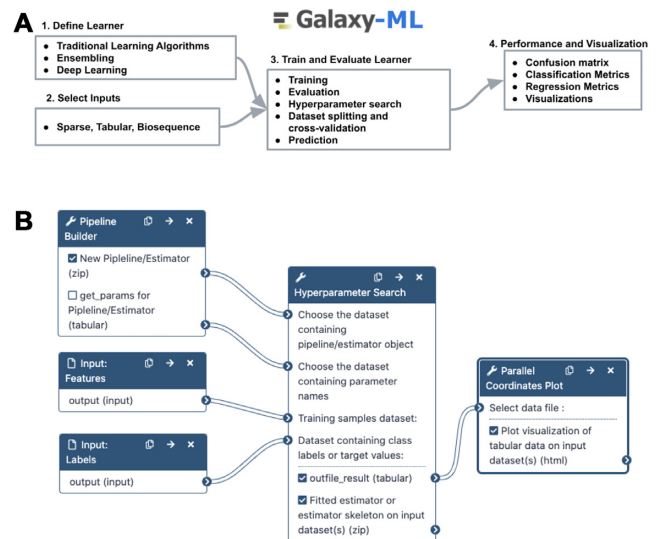 A
Galaxy-ML
1. Define Learner
● Traditional Learning Algorithms
● Ensembling
● Deep Learning
2. Select Inputs
● Sparse, Tabular, Biosequence
3. Train and Evaluate Learner
● Training
● Evaluation
● Hyperparameter search
● Dataset splitting and
cross-validation
● Prediction
4. Performance and Visualization
● Confusion matrix
● Classification Metrics
● Regression Metrics
● Visualizations
B
Pipeline
Builder
New Pipleline/Estimator
(zip)
get_params for
Pipleline/Estimator
(tabular)
Input:
Features
output (input)
Input:
Labels
output (input)
Hyperparameter Search
Choose the dataset
containing
pipeline/estimator object
Choose the dataset
containing parameter
names
Training samples dataset:
Dataset containing class
labels or target values:
outfile_result (tabular)
Fitted estimator or
estimator skeleton on input
dataset(s) (zip)
Parallel
Coordinates Plot
Select data file :
Plot visualization of
tabular data on input
dataset(s) (html)